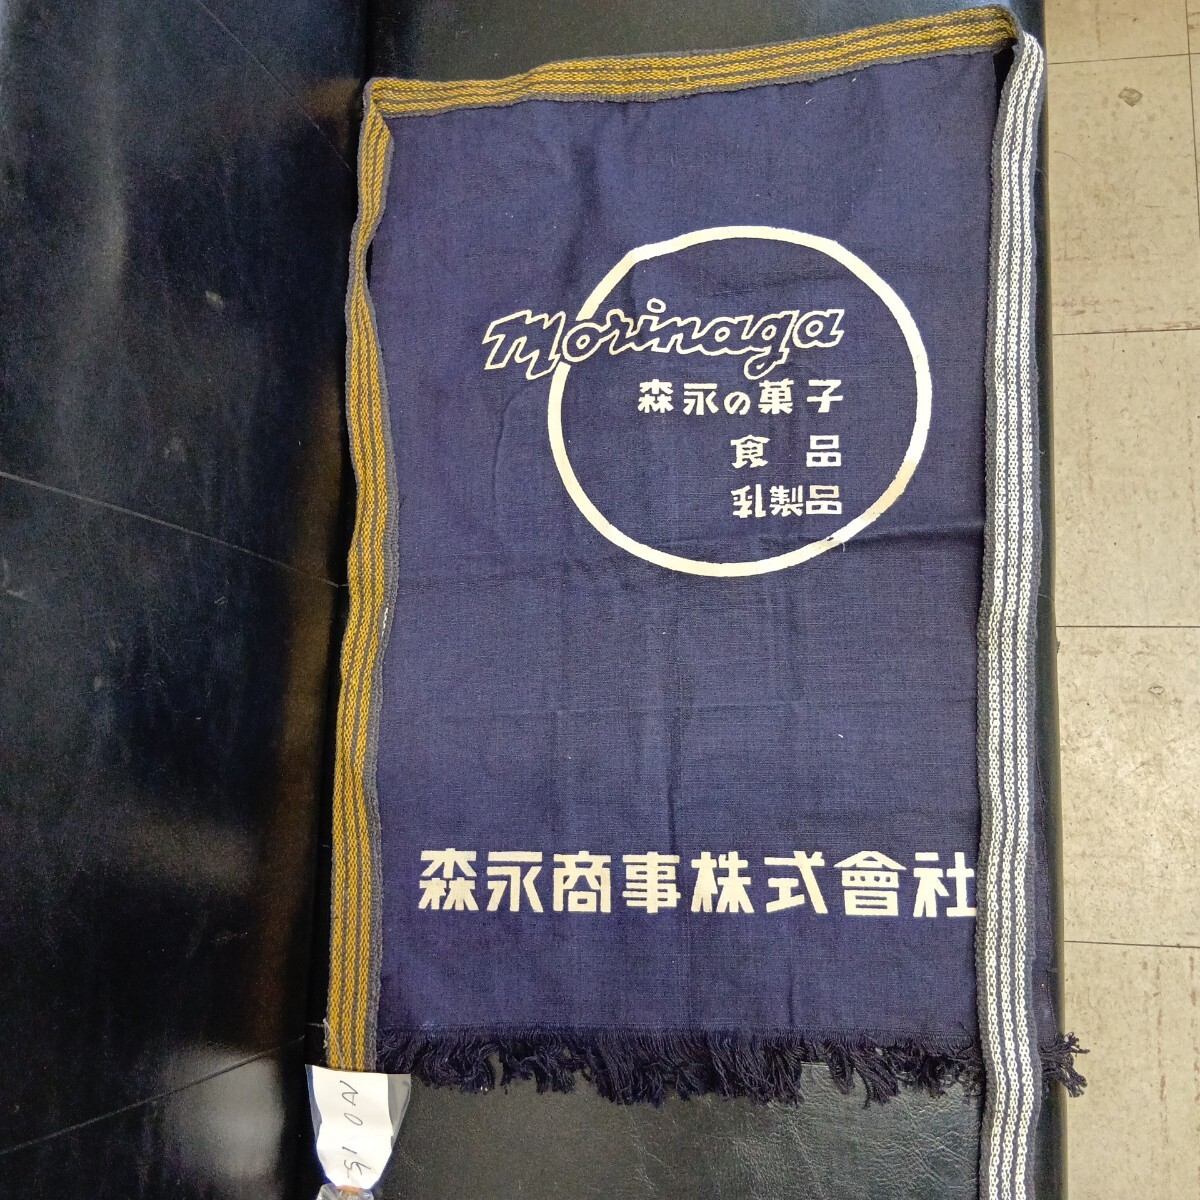 Morinaga
森永の菓子
食品
乳製品
森永商事株式會社